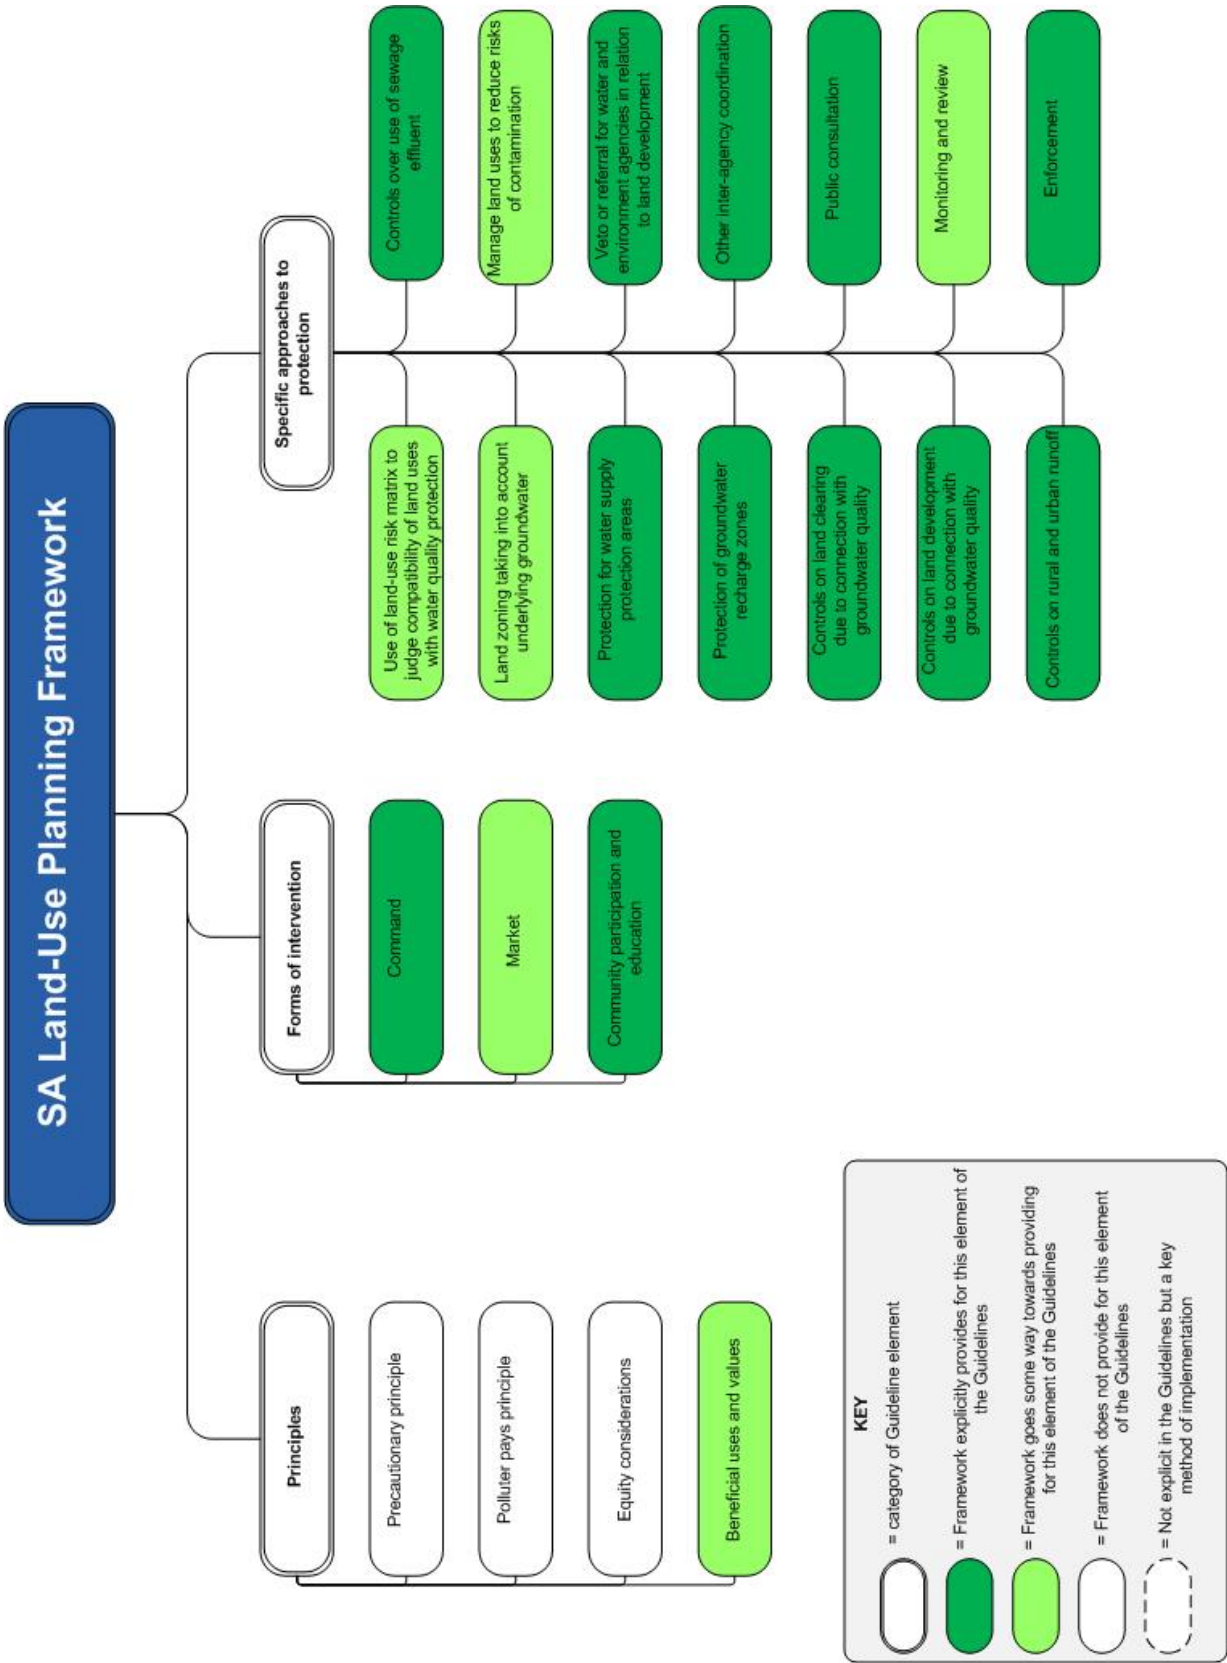 SA Land-Use Planning Framework
Principles
Precautionary principle
Polluter pays principle
Equity considerations
Beneficial uses and values
Forms of intervention
Command
Market
Community participation and
education
Specific approaches to
protection
Use of land-use risk matrix to
judge compatibility of land uses
with water quality protection
Land zoning taking into account
underlying groundwater
Protection for water supply
protection areas
Protection of groundwater
recharge zones
Controls on land clearing
due to connection with
groundwater quality
Controls on land development
due to connection with
groundwater quality
Controls on rural and urban runoff
Controls over use of sewage
effluent
Manage land uses to reduce risks
of contamination
Veto or referral for water and
environment agencies in relation
to land development
Other inter-agency coordination
Public consultation
Monitoring and review
Enforcement
KEY
= category of Guideline element
= Framework explicitly provides for this element of
the Guidelines
= Framework goes some way towards providing
for this element of the Guidelines
= Framework does not provide for this element
of the Guidelines
= Not explicit in the Guidelines but a key
method of implementation